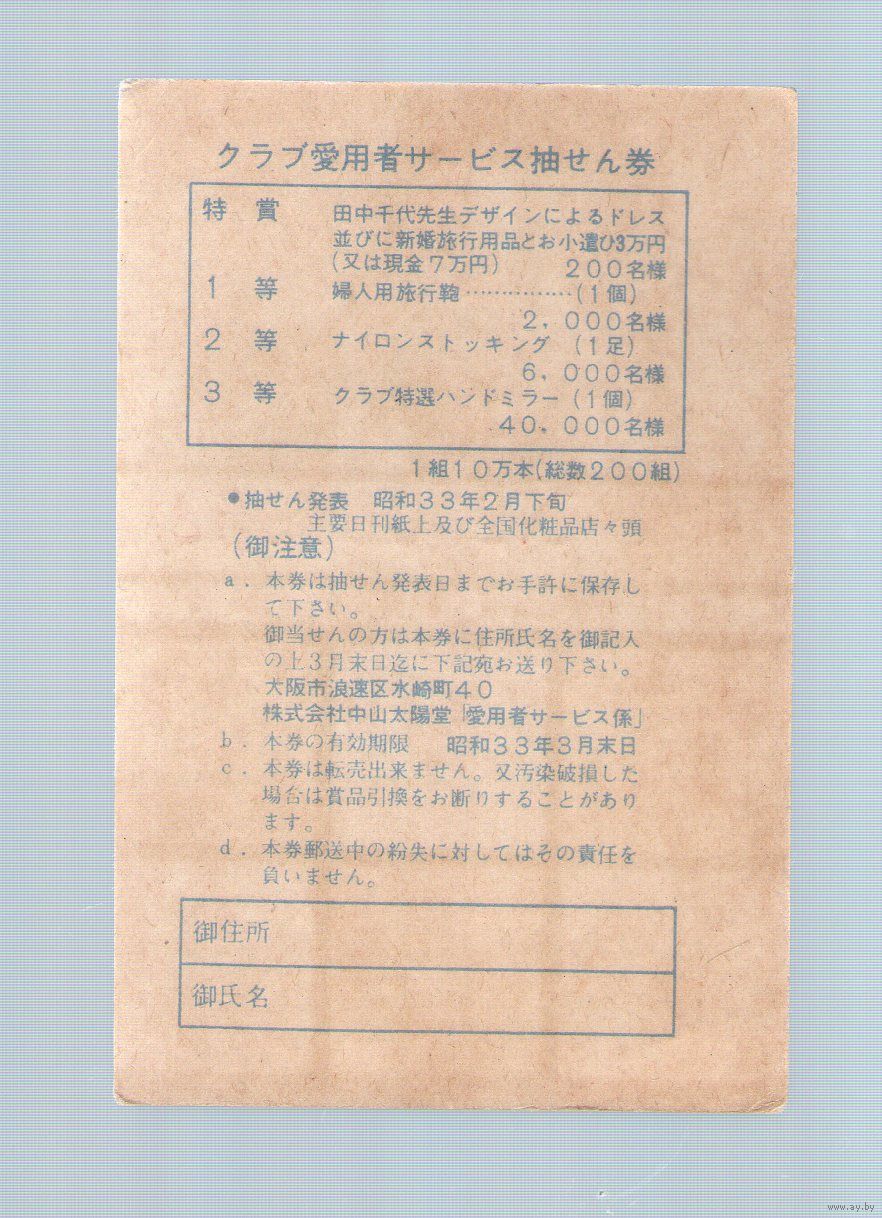 クラブ愛用者サービス抽せん券
特賞 田中千代先生デザインによるドレス
並びに新婚旅行用品とお小遣ひ3万円
(又は現金7万円) 200名様
1等 婦人用旅行鞄……………(1個)
2,000名様
2等 ナイロンストッキング (1足)
6,000名様
3等 クラブ特選ハンドミラー(1個)
40,000名様
1組10万本(総数200組)
●抽せん発表 昭和33年2月下旬
主要日刊紙上及び全国化粧品店々頭
(御注意)
a.本券は抽せん発表日までお手許に保存し
て下さい。
御当せんの方は本券に住所氏名を御記入
の上3月末日迄に下記宛お送り下さい。
大阪市浪速区水崎町40
株式会社中山太陽堂「愛用者サービス係」
b.本券の有効期限 昭和33年3月末日
c.本券は転売出来ません。又汚染破損した
場合は賞品引換をお断りすることがあり
ます。
d.本券郵送中の紛失に対してはその責任を
負いません。
御住所
御氏名
www.ay.by